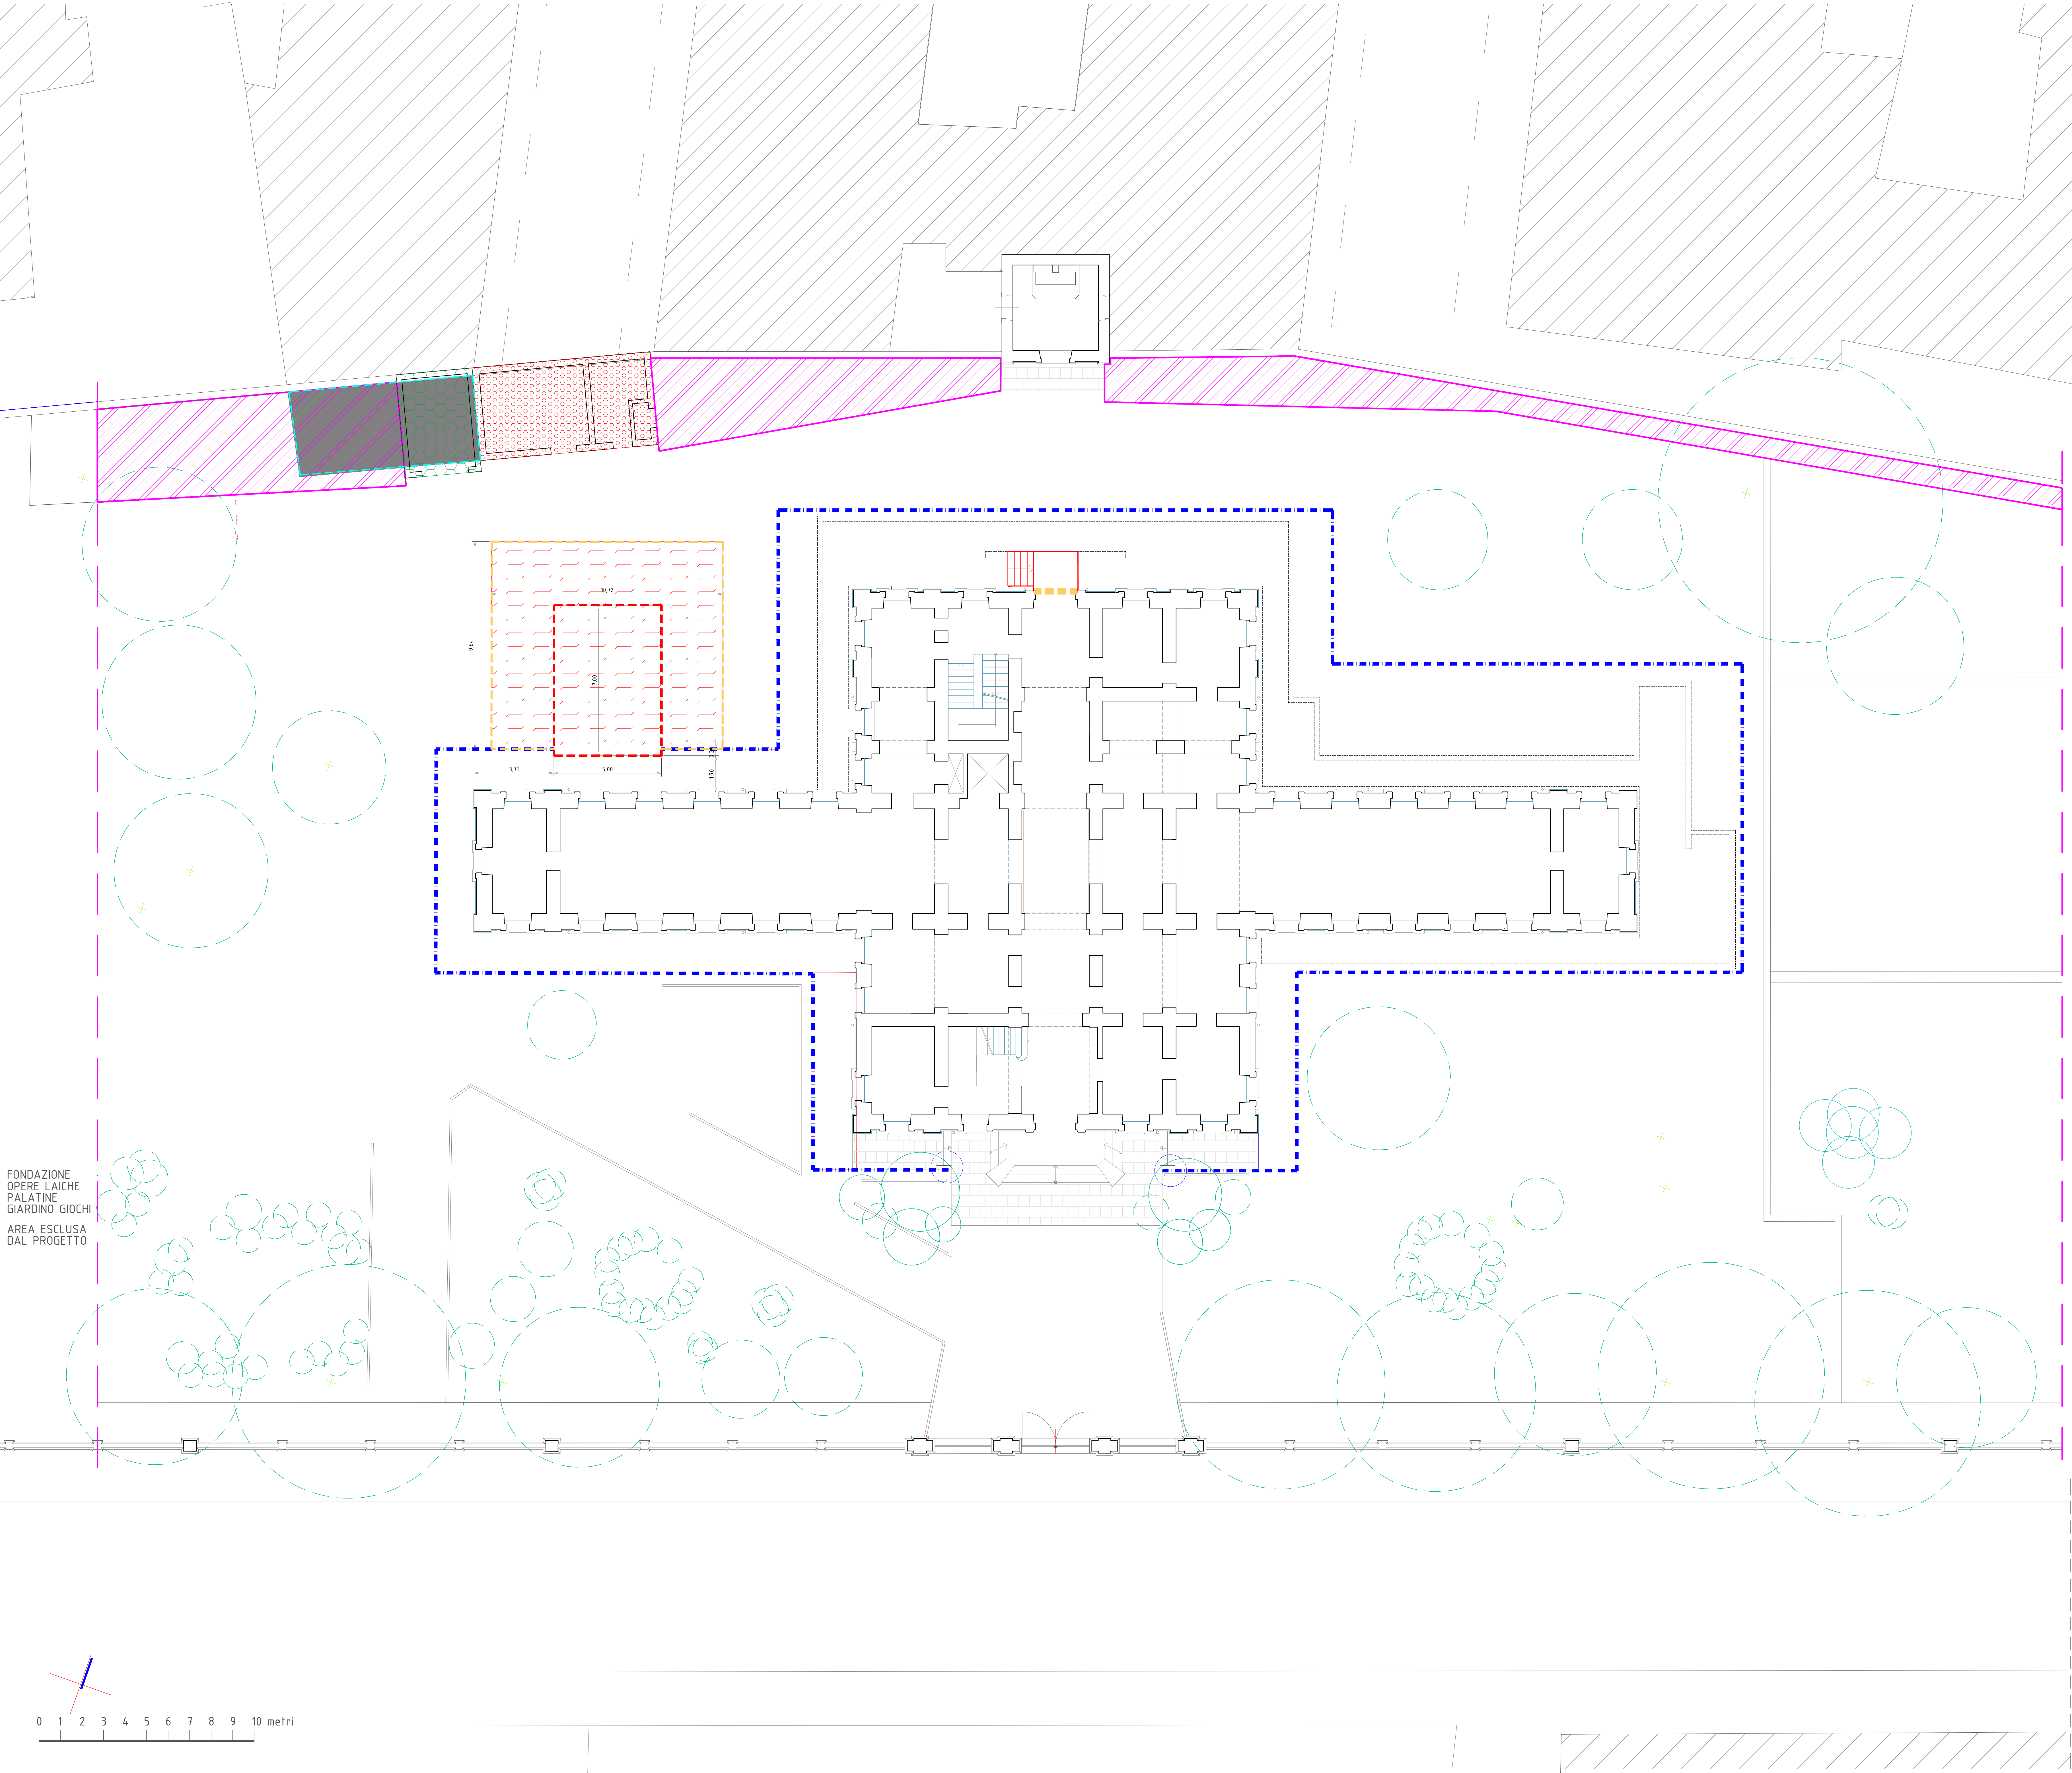 10,72
9,64
7,00
3,71
5,00
1,70
FONDAZIONE
OPERE LAICHE
PALATINE
GIARDINO GIOCHI
AREA ESCLUSA
DAL PROGETTO
0 1 2 3 4 5 6 7 8 9 10 metri